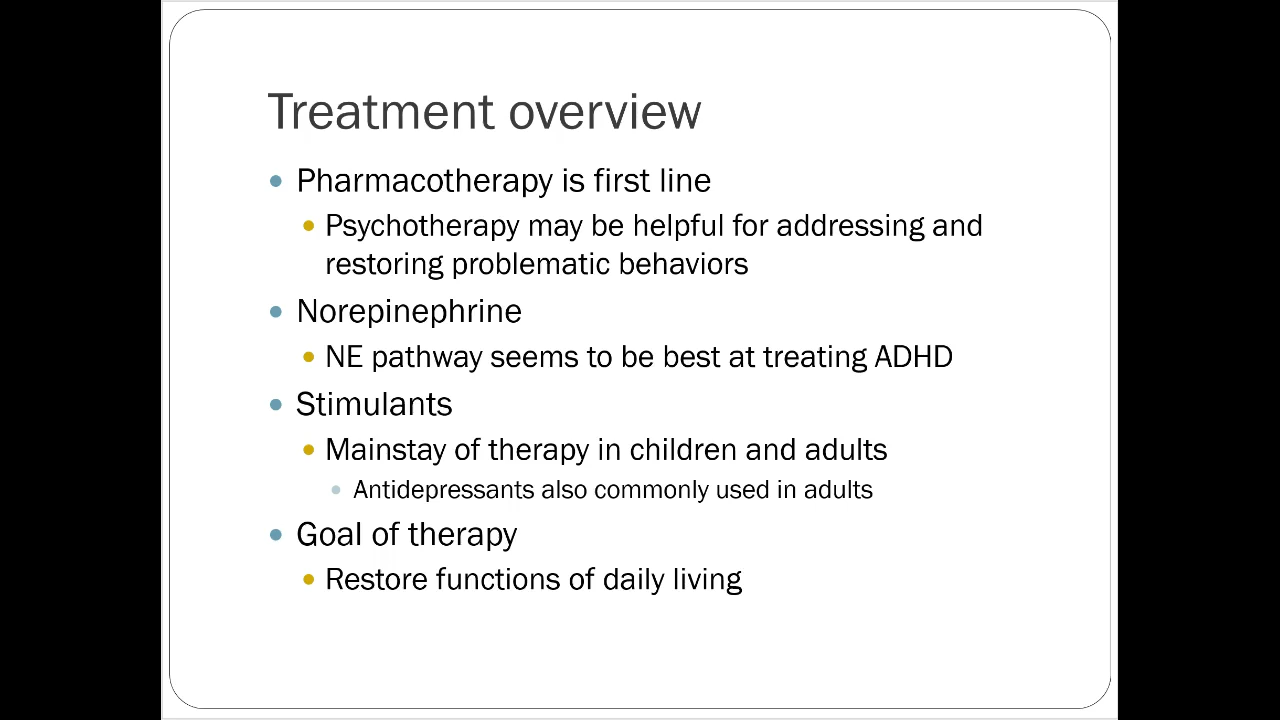 Treatment overview
Pharmacotherapy is first line
Psychotherapy may be helpful for addressing and
restoring problematic behaviors
Norepinephrine
NE pathway seems to be best at treating ADHD
Stimulants
Mainstay of therapy in children and adults
Antidepressants also commonly used in adults
Goal of therapy
Restore functions of daily living